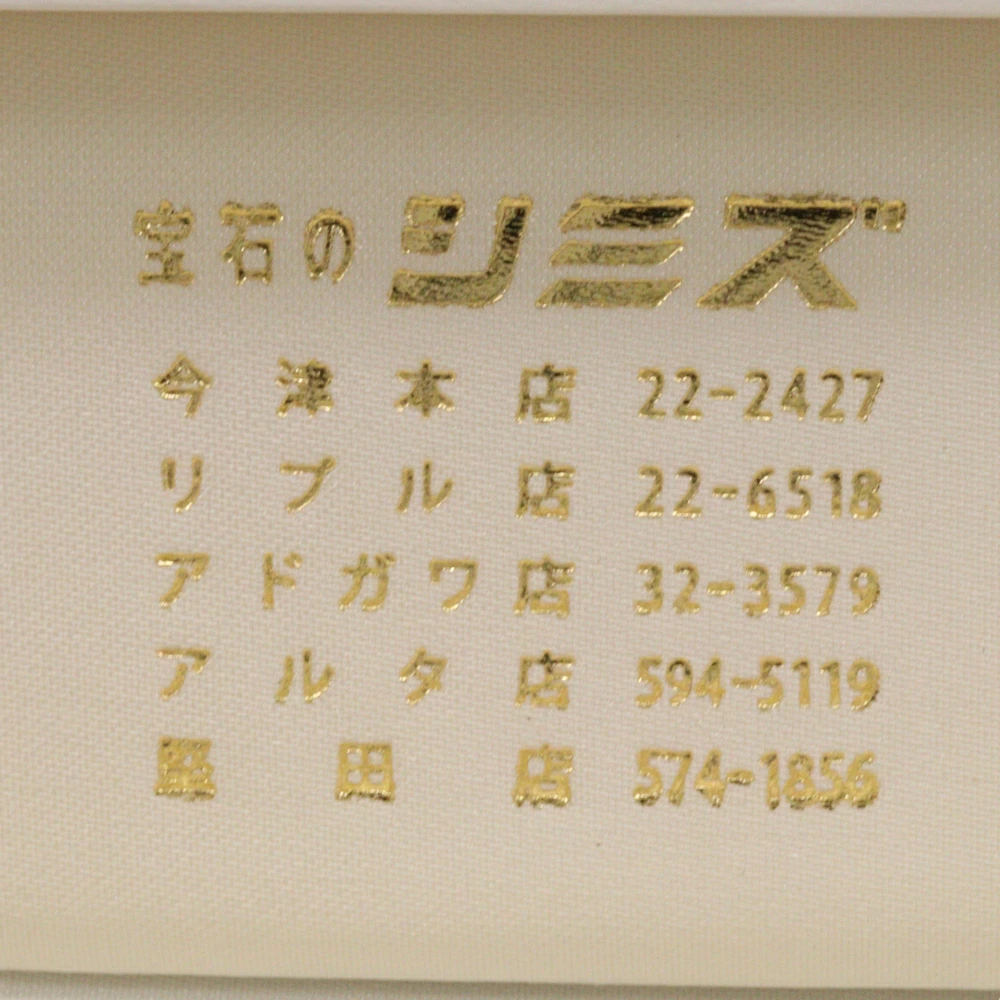 宝石のシミズ
今津本店 22-2427
リブル店 22-6518
アドガワ店 32-3579
アルタ店 594-5119
堅田店 574-1856